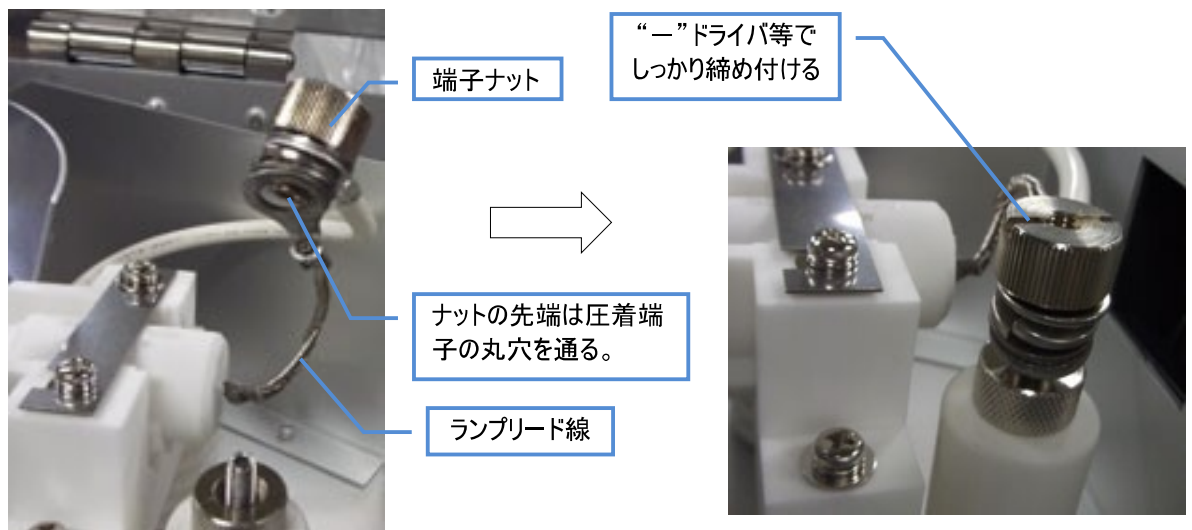 端子ナット
“－”ドライバ等で
しっかり締め付ける
ナットの先端は圧着端
子の丸穴を通る。
ランプリード線